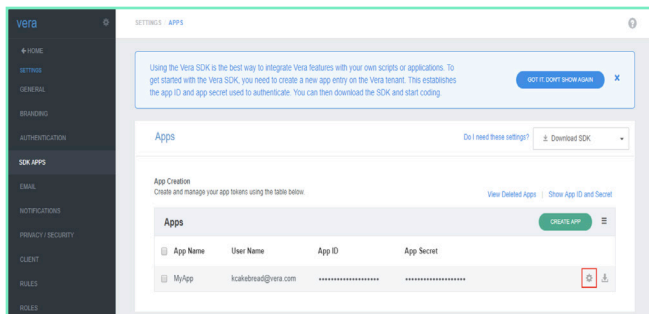 vera
SETTINGS : APPS
HOME
SETTINGS
GENERAL
BRANDING
AUTHENTICATION
SDK APPS
EMAIL
NOTIFICATIONS
PRIVACY / SECURITY
CLIENT
RULES
ROLES
Using the Vera SDK is the best way to integrate Vera features with your own scripts or applications. To
get started with the Vera SDK, you need to create a new app entry on the Vera tenant. This establishes
the app ID and app secret used to authenticate. You can then download the SDK and start coding.
GOT IT. DON'T SHOW AGAIN
X
Apps
Do I need these settings?
Download SDK
App Creation
Create and manage your app tokens using the table below.
View Deleted Apps | Show App ID and Secret
Apps
CREATE APP
App Name User Name App ID App Secret
MyApp kcakebread@vera.com ******************* ********************